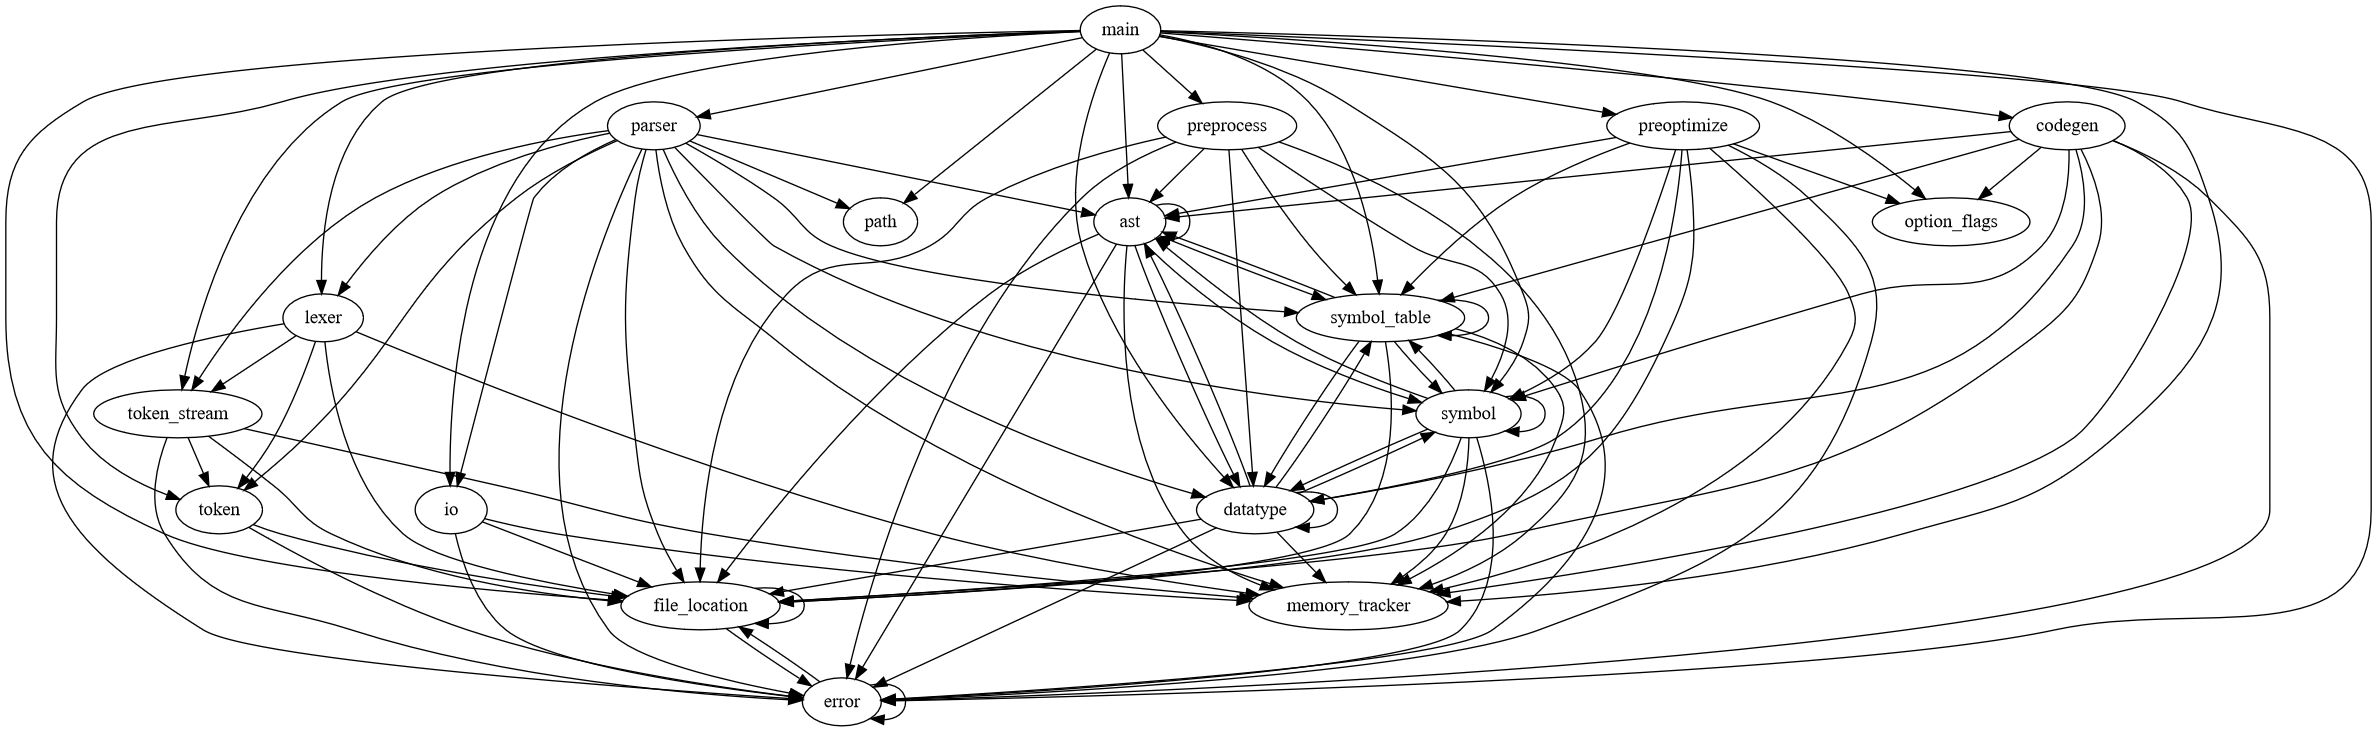 main
parser
preprocess
preoptimize
codegen
path
ast
option_flags
lexer
symbol_table
token_stream
symbol
token
io
datatype
file_location
memory_tracker
error